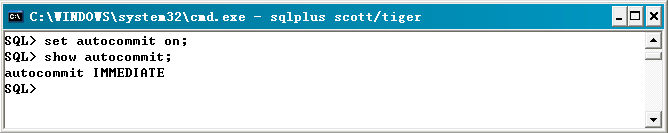 C:\WINDOWS\system32\cmd.exe - sqlplus scott/tiger
SQL> set autocommit on;
SQL> show autocommit;
autocommit IMMEDIATE
SQL>